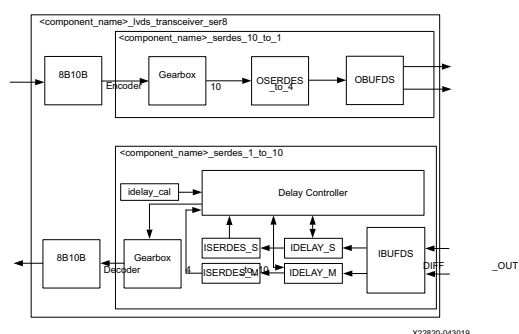 <component_name>_lvds_transceiver_ser8
<component_name>_serdes_10_to_1
8B10B
Encoder
Gearbox
10
OSERDES
_to_4
OBUFDS
<component_name>_serdes_1_to_10
idelay_cal
Delay Controller
ISERDES_S
IDELAY_S
IBUFDS
8B10B
Decoder
Gearbox
4
ISERDES_M
to_10
IDELAY_M
DIFF
_OUT
X22820-043019